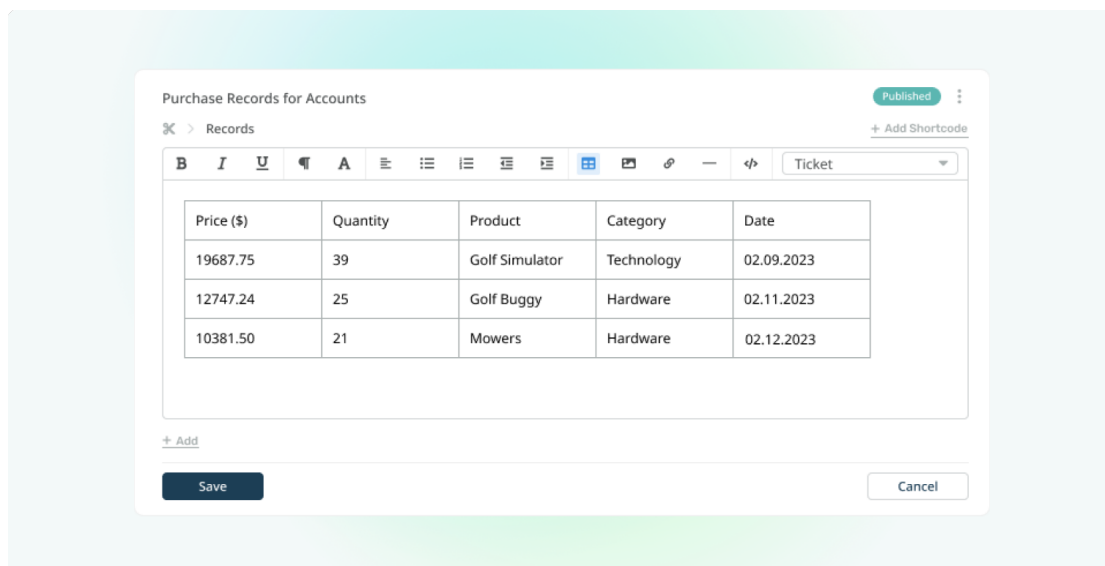 Purchase Records for Accounts
Published
Records
+ Add Shortcode
B I U ¶ A </> Ticket
Price ($) Quantity Product Category Date
19687.75 39 Golf Simulator Technology 02.09.2023
12747.24 25 Golf Buggy Hardware 02.11.2023
10381.50 21 Mowers Hardware 02.12.2023
+ Add
Save Cancel